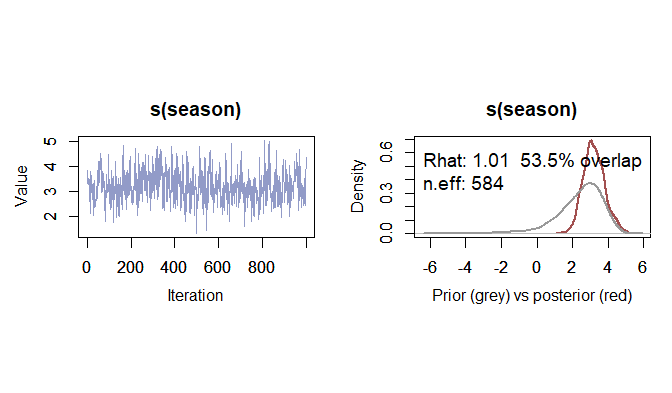 s(season)
Value
5
4
3
2
0 200 400 600 800
Iteration
s(season)
Density
0.6
0.3
0.0
Rhat: 1.01 53.5% overlap
n.eff: 584
-6 -4 -2 0 2 4 6
Prior (grey) vs posterior (red)